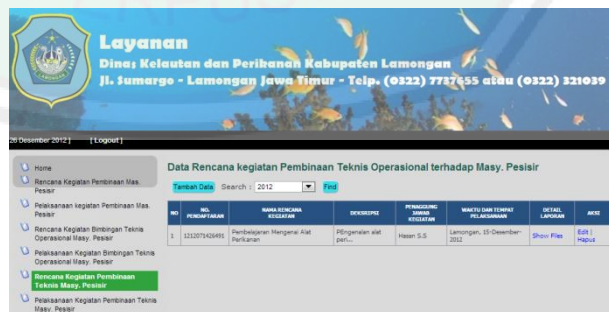 Layanan
Dinas Kelautan dan Perikanan Kabupaten Lamongan
Jl. Sumargo - Lamongan Jawa Timur - Telp. (0322) 7737655 atau (0322) 321039
26 Desember 2012 ] [ Logout ]
Home
Rencana Kegiatan Pembinaan Mas. Pesisir
Pelaksanaan kegiatan Pembinaan Mas. Pesisir
Rencana Kegiatan Bimbingan Teknis Operasional Masy. Pesisir
Pelaksanaan Kegiatan Bimbingan Teknis Operasional Masy. Pesisir
Rencana Kegiatan Pembinaan Teknis Masy. Pesisir
Pelaksanaan Kegiatan Pembinaan Teknis Masy. Pesisir
Data Rencana kegiatan Pembinaan Teknis Operasional terhadap Masy. Pesisir
Tambah Data Search : 2012 Find
NO NO. PENDAFTARAN NAMA RENCANA KEGIATAN DEKSRIPSI PENAGGUNG JAWAB KEGIATAN WAKTU DAN TEMPAT PELAKSANAAN DETAIL LAPORAN AKSI
1 1212071426491 Pembelajaran Mengenai Alat Perikanan PEngenalan alat peri... Hasan S.S Lamongan, 15-Desember-2012 Show Files Edit | Hapus